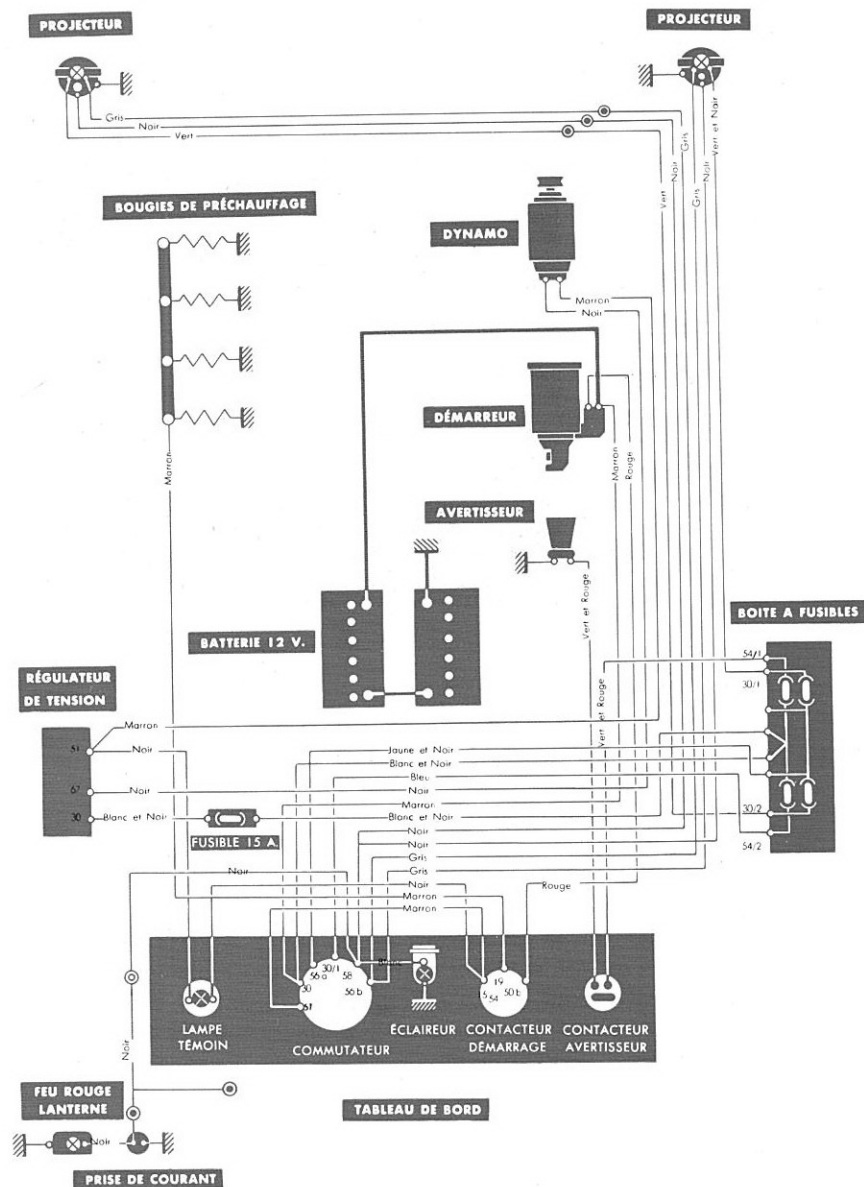 PROJECTEUR
PROJECTEUR
Gris
Noir
Vert
Vert
Noir
Gris
Gris
Noir
Vert et Noir
BOUGIES DE PRÉCHAUFFAGE
DYNAMO
Marron
Noir
DÉMARREUR
Marron
Rouge
Marron
AVERTISSEUR
Vert et Rouge
Vert et Rouge
BATTERIE 12 V.
BOITE A FUSIBLES
54/1
30/1
30/2
54/2
RÉGULATEUR
DE TENSION
51
67
30
Marron
Noir
Noir
Blanc et Noir
FUSIBLE 15 A.
Jaune et Noir
Blanc et Noir
Bleu
Noir
Marron
Blanc et Noir
Noir
Noir
Gris
Gris
Noir
Noir
Marron
Rouge
Marron
Blanc
30/1
56 a
58
30
56 b
51
19
15
54
50 b
LAMPE
TÉMOIN
COMMUTATEUR
ÉCLAIREUR
CONTACTEUR
DÉMARRAGE
CONTACTEUR
AVERTISSEUR
Noir
FEU ROUGE
LANTERNE
TABLEAU DE BORD
Noir
PRISE DE COURANT